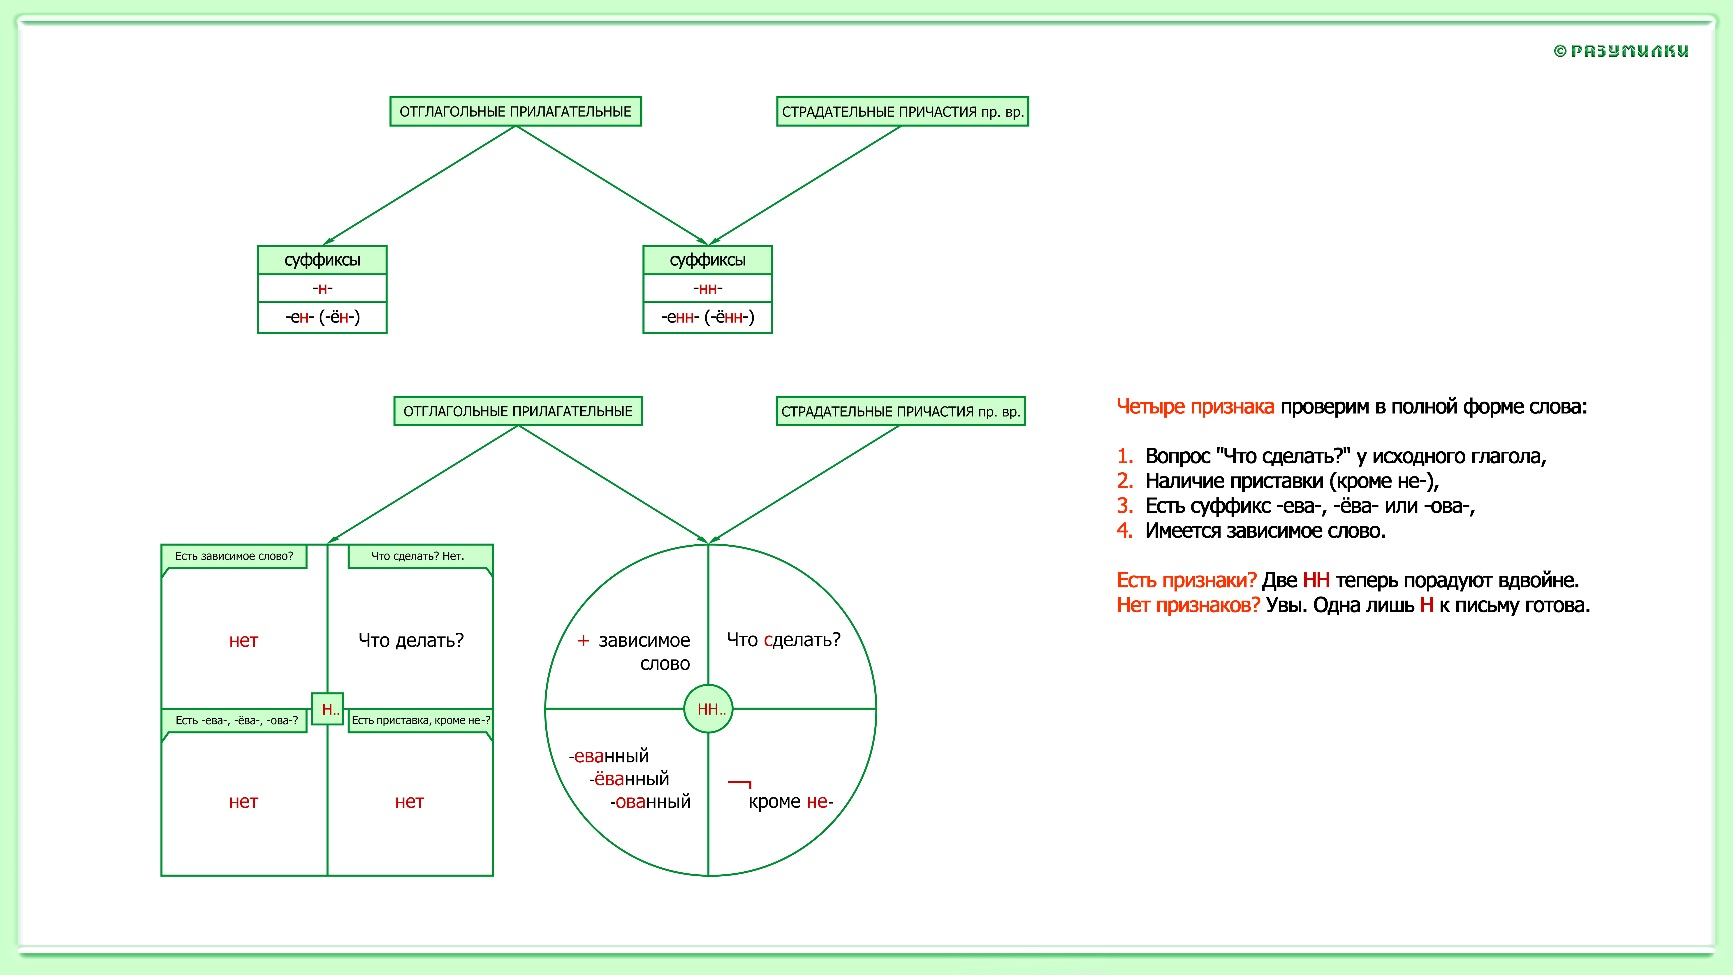 © РАЗУМИЛКИ
ОТГЛАГОЛЬНЫЕ ПРИЛАГАТЕЛЬНЫЕ
СТРАДАТЕЛЬНЫЕ ПРИЧАСТИЯ пр. вр.
суффиксы
-н-
-ен- (-ён-)
суффиксы
-нн-
-енн- (-ённ-)
ОТГЛАГОЛЬНЫЕ ПРИЛАГАТЕЛЬНЫЕ
СТРАДАТЕЛЬНЫЕ ПРИЧАСТИЯ пр. вр.
Есть зависимое слово?
нет
Что сделать? Нет.
Что делать?
Н..
Есть -ева-, -ёва-, -ова-?
нет
Есть приставка, кроме не-?
нет
+ зависимое
слово
Что сделать?
НН..
-еванный
-ёванный
-ованный
кроме не-
Четыре признака проверим в полной форме слова:
1. Вопрос "Что сделать?" у исходного глагола,
2. Наличие приставки (кроме не-),
3. Есть суффикс -ева-, -ёва- или -ова-,
4. Имеется зависимое слово.
Есть признаки? Две НН теперь порадуют вдвойне.
Нет признаков? Увы. Одна лишь Н к письму готова.